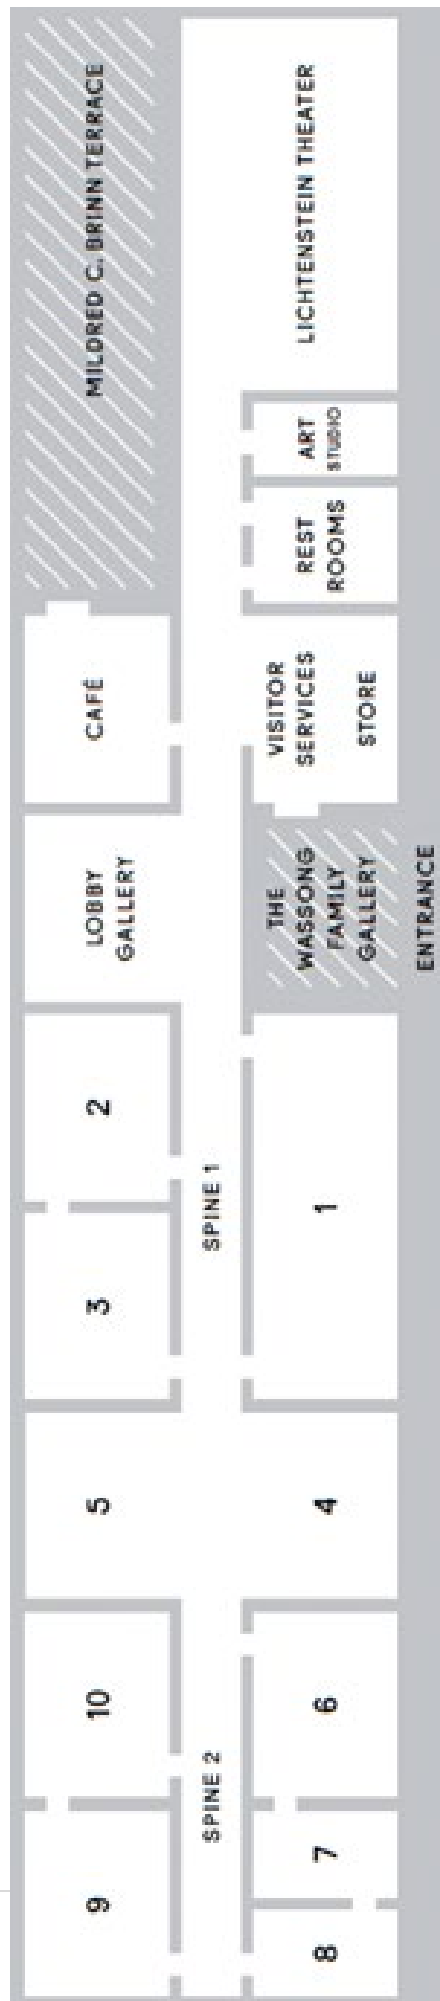 MILDRED C. BRINN TERRACE
LICHTENSTEIN THEATER
ART
STUDIO
REST
ROOMS
CAFÉ
VISITOR
SERVICES
STORE
LOBBY
GALLERY
THE
WASSONG
FAMILY
GALLERY
ENTRANCE
2
SPINE 1
1
3
5
4
10
SPINE 2
6
7
9
8